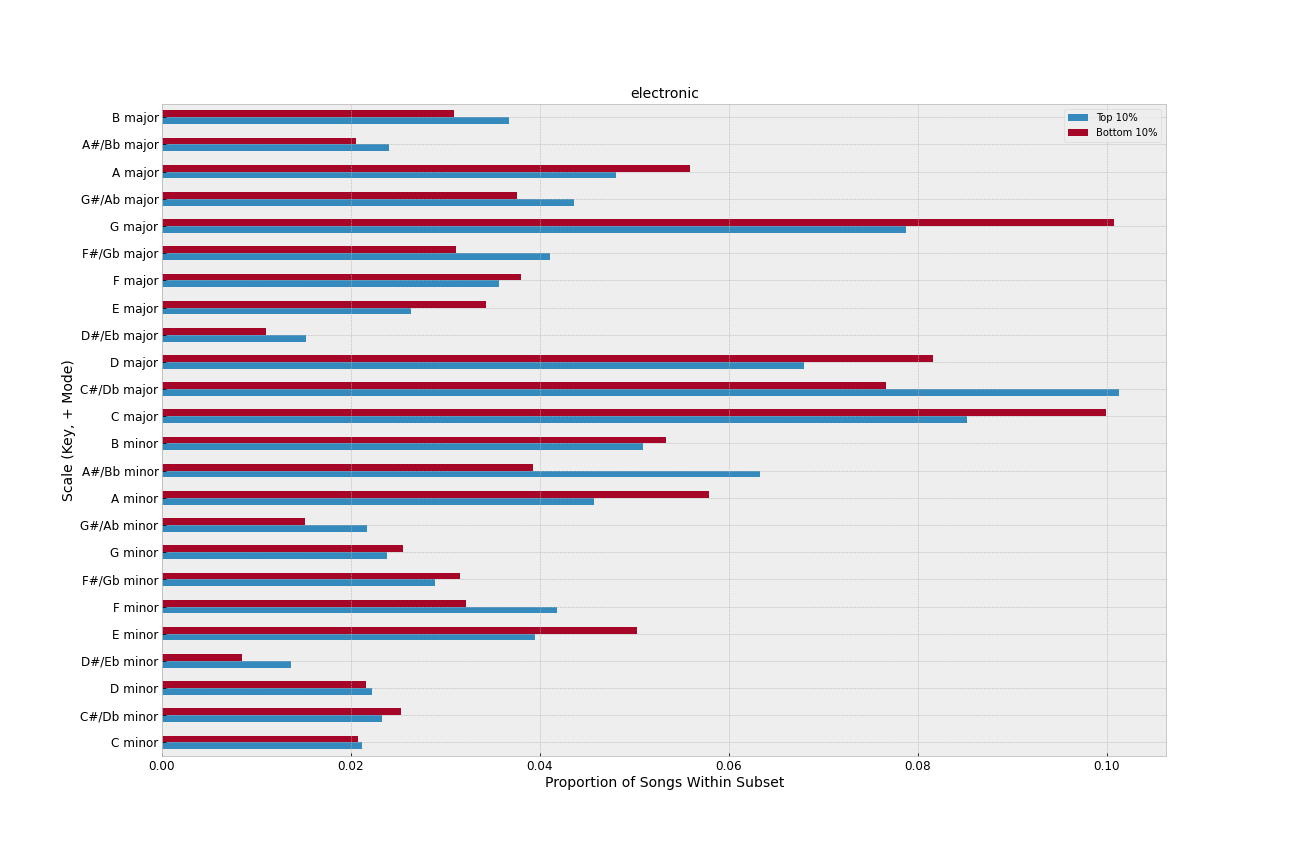 electronic
Top 10%
Bottom 10%
B major
A#/Bb major
A major
G#/Ab major
G major
F#/Gb major
F major
E major
D#/Eb major
D major
C#/Db major
C major
B minor
A#/Bb minor
A minor
G#/Ab minor
G minor
F#/Gb minor
F minor
E minor
D#/Eb minor
D minor
C#/Db minor
C minor
Scale (Key, + Mode)
0.00 0.02 0.04 0.06 0.08 0.10
Proportion of Songs Within Subset